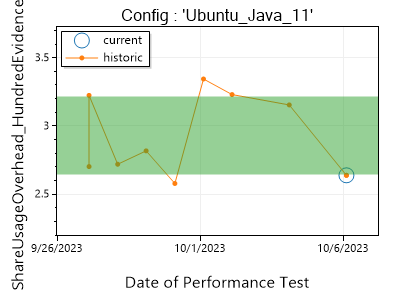 Config : 'Ubuntu_Java_11'
current
historic
ShareUsageOverhead_HundredEvidence
3.5
3
2.5
9/26/2023
10/1/2023
10/6/2023
Date of Performance Test